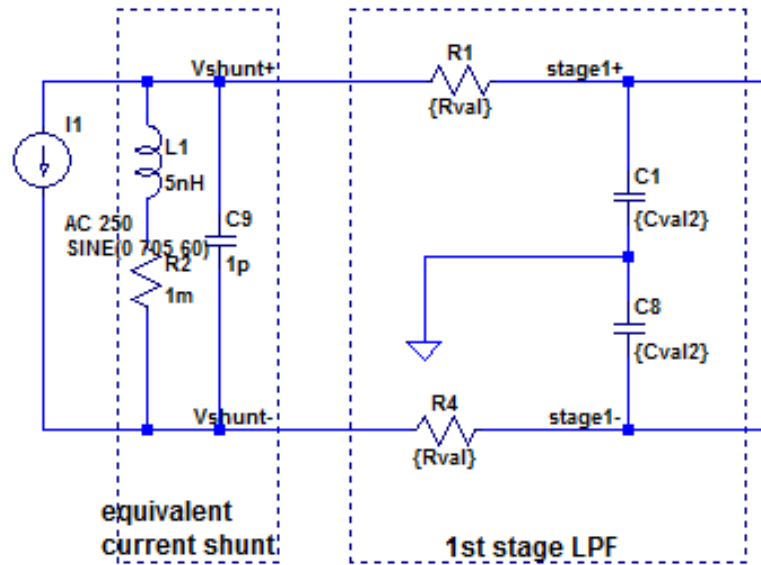 Vshunt+
R1
stage1+
{Rval}
I1
L1
5nH
C1
{Cval2}
AC 250
SINE(0 705 60)
C9
1p
R2
1m
C8
{Cval2}
Vshunt-
R4
stage1-
{Rval}
equivalent
current shunt
1st stage LPF